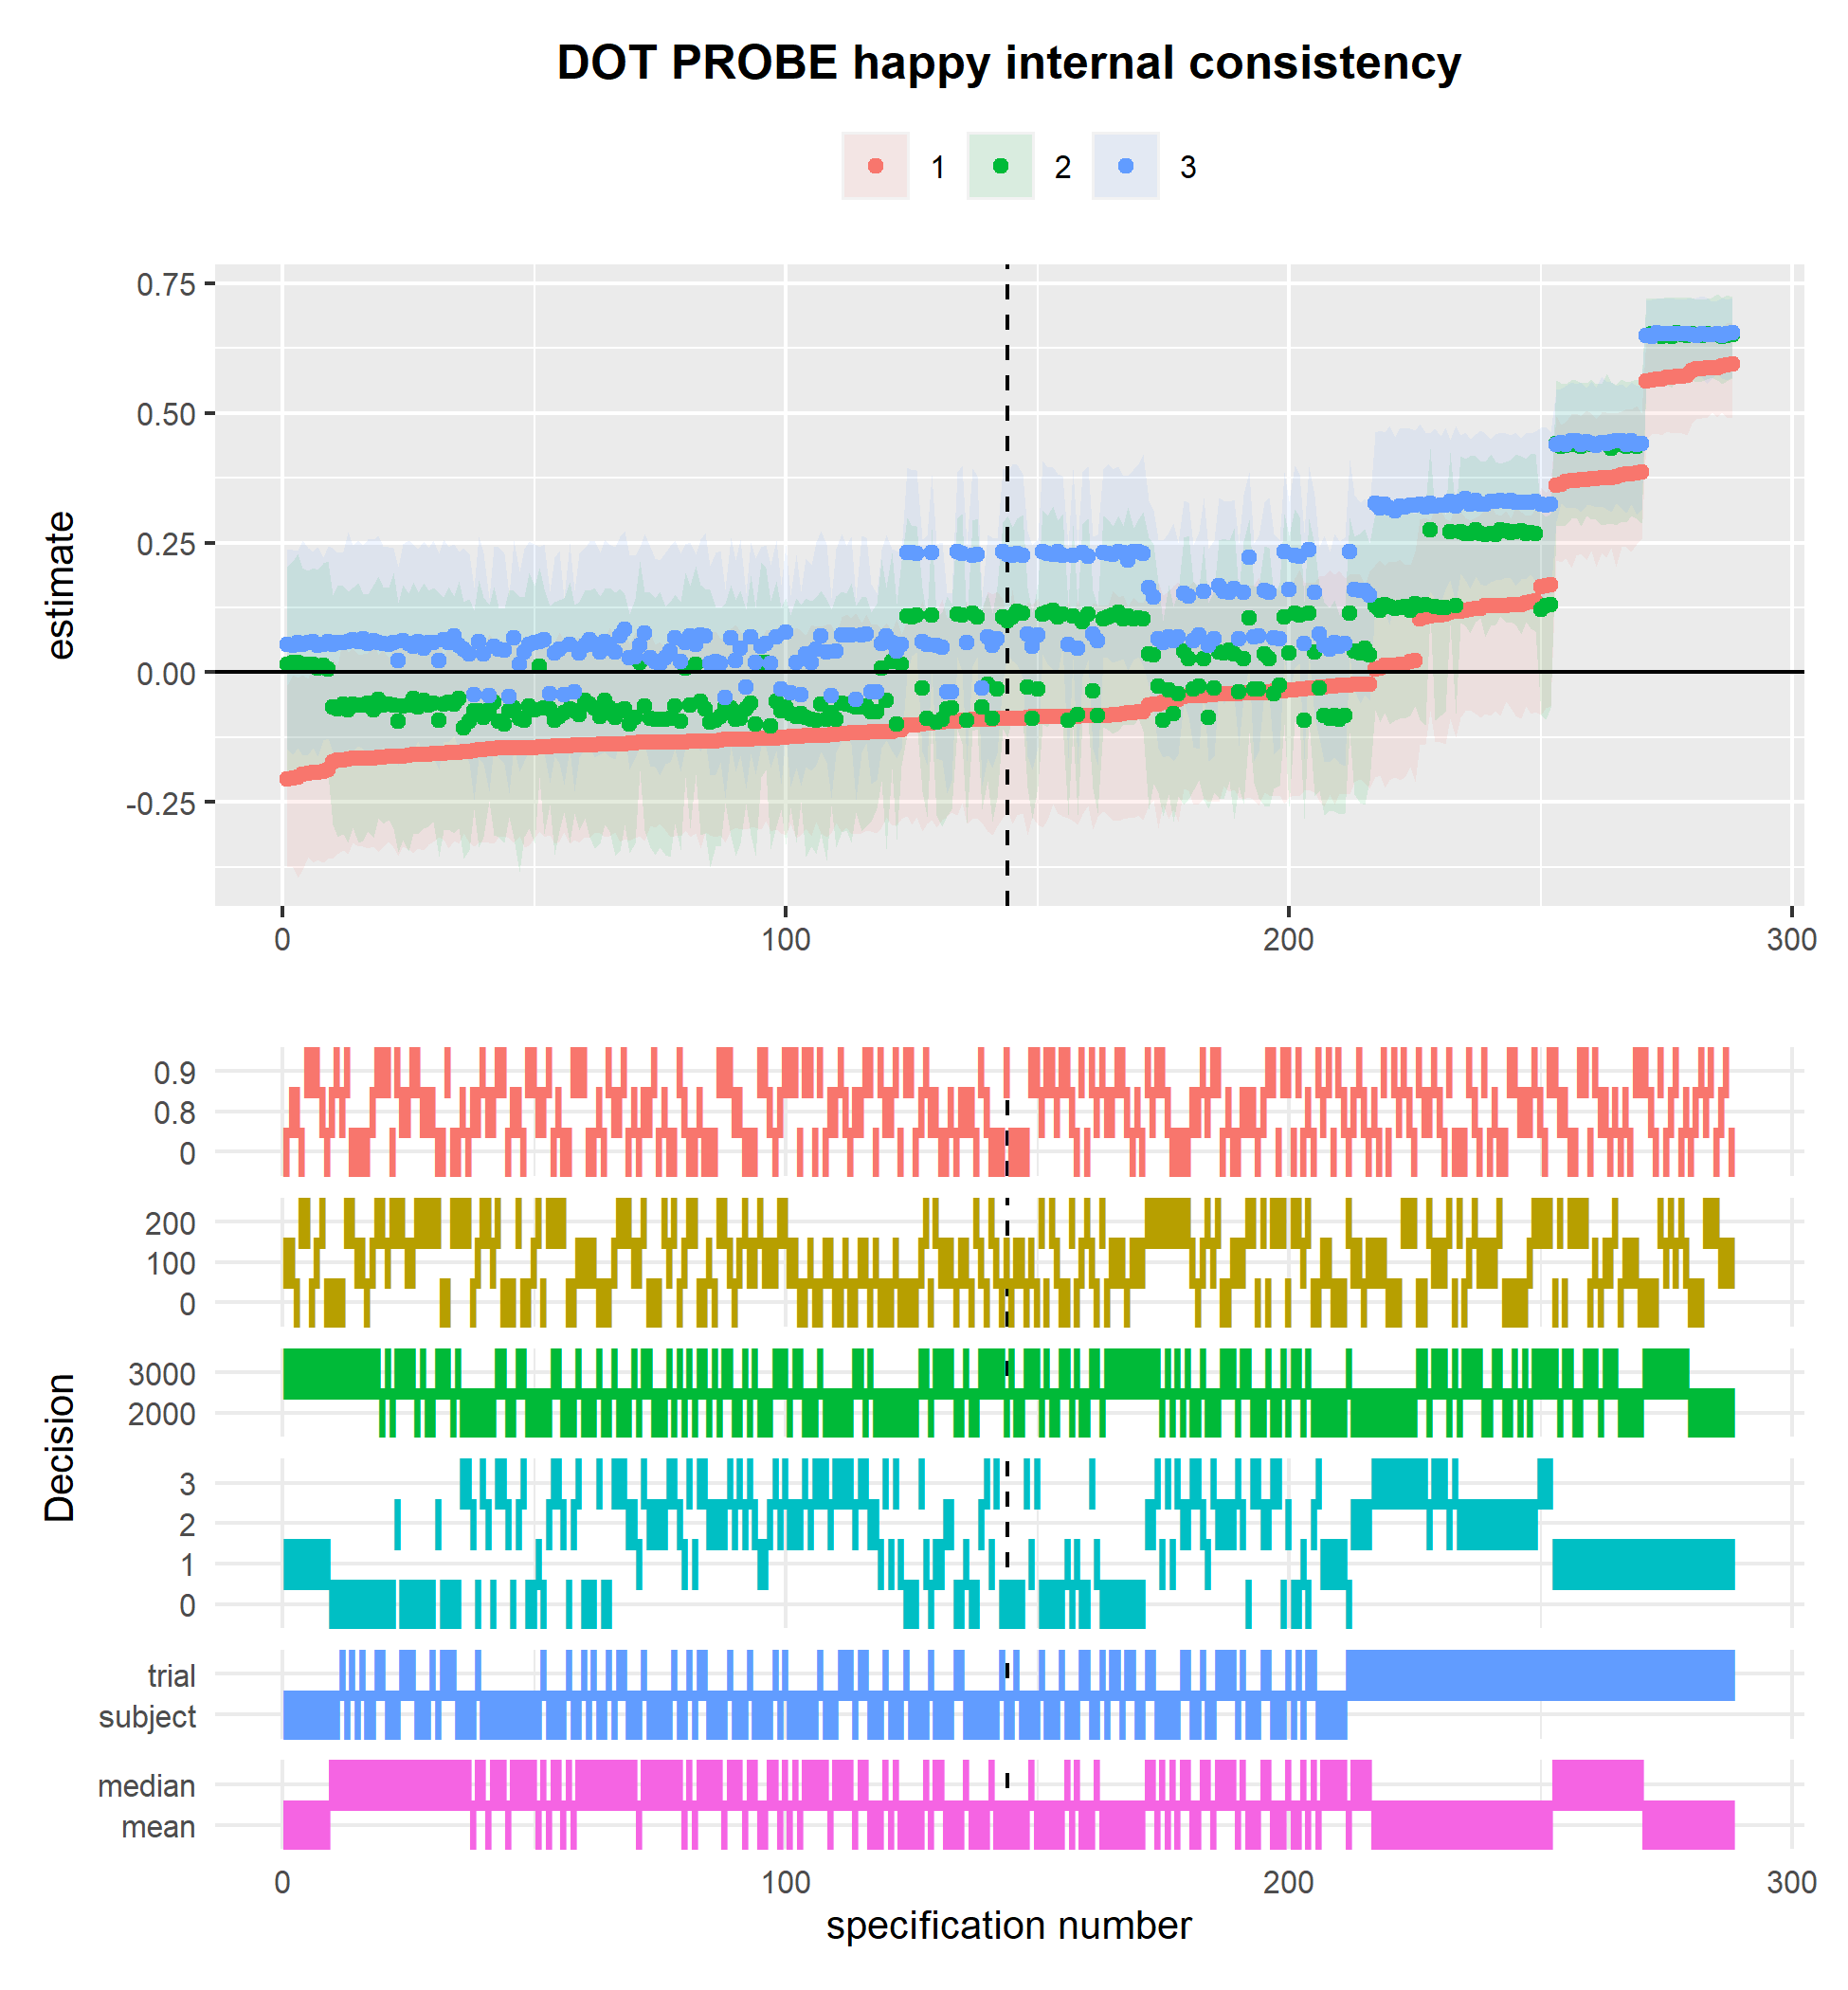 DOT PROBE happy internal consistency
1 2 3
0.75
0.50
0.25
0.00
-0.25
estimate
0 100 200 300
0.9
0.8
0
200
100
0
3000
2000
3
2
1
0
trial
subject
median
mean
Decision
0 100 200 300
specification number